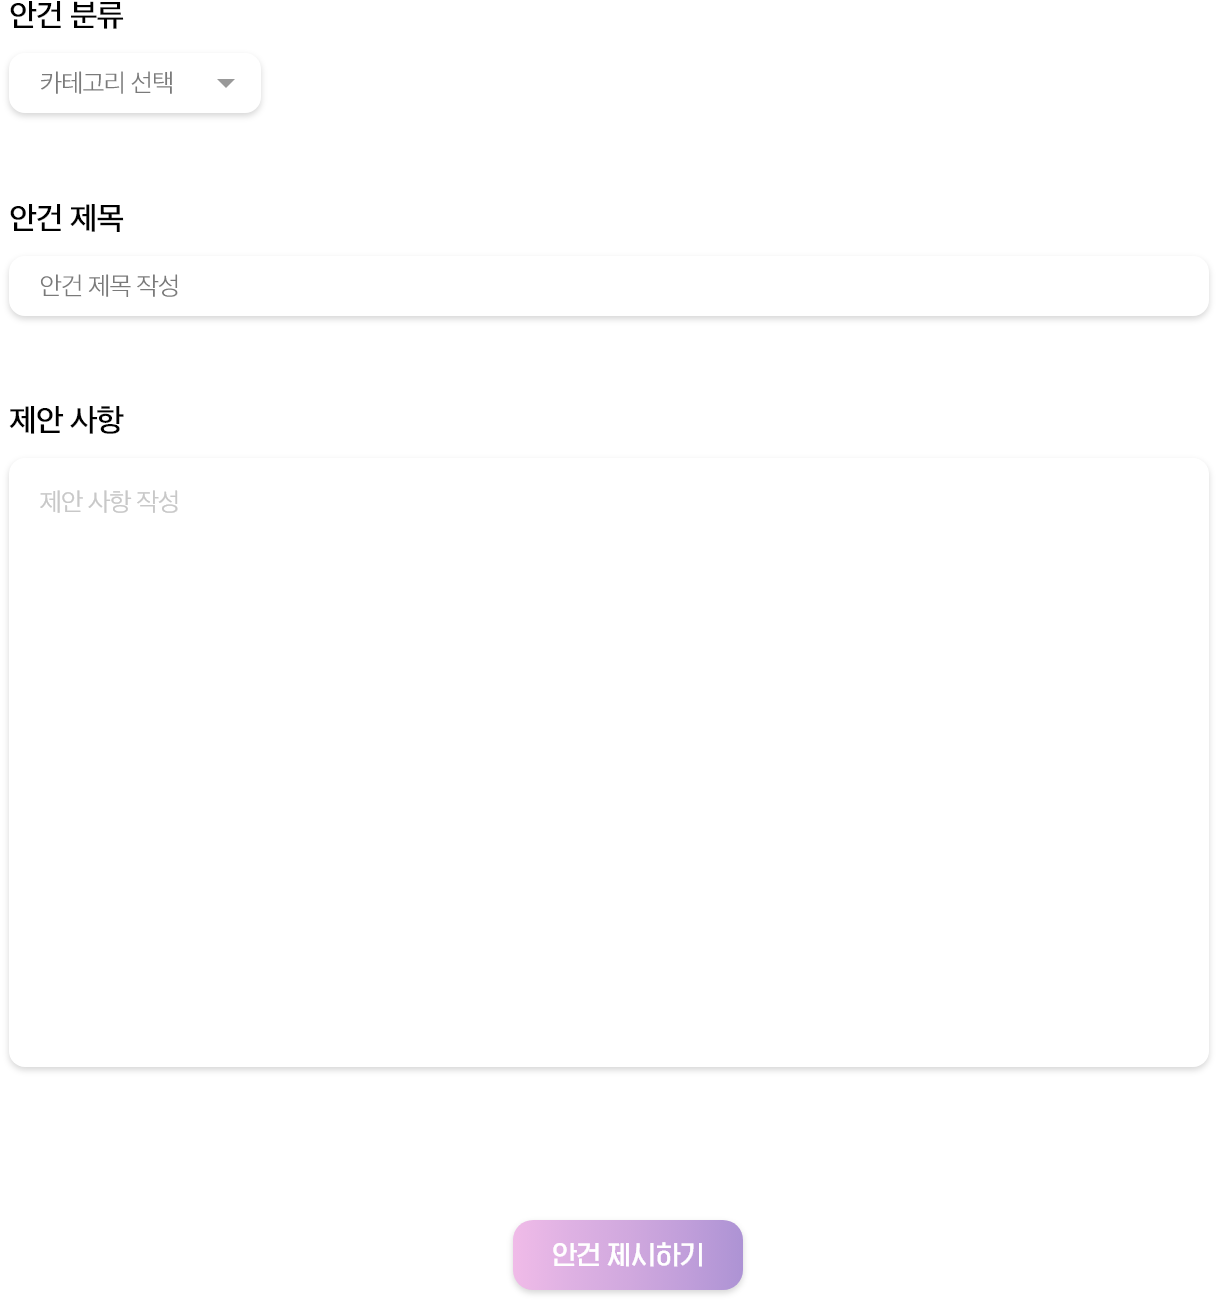 안건 분류
카테고리 선택
안건 제목
안건 제목 작성
제안 사항
제안 사항 작성
안건 제시하기